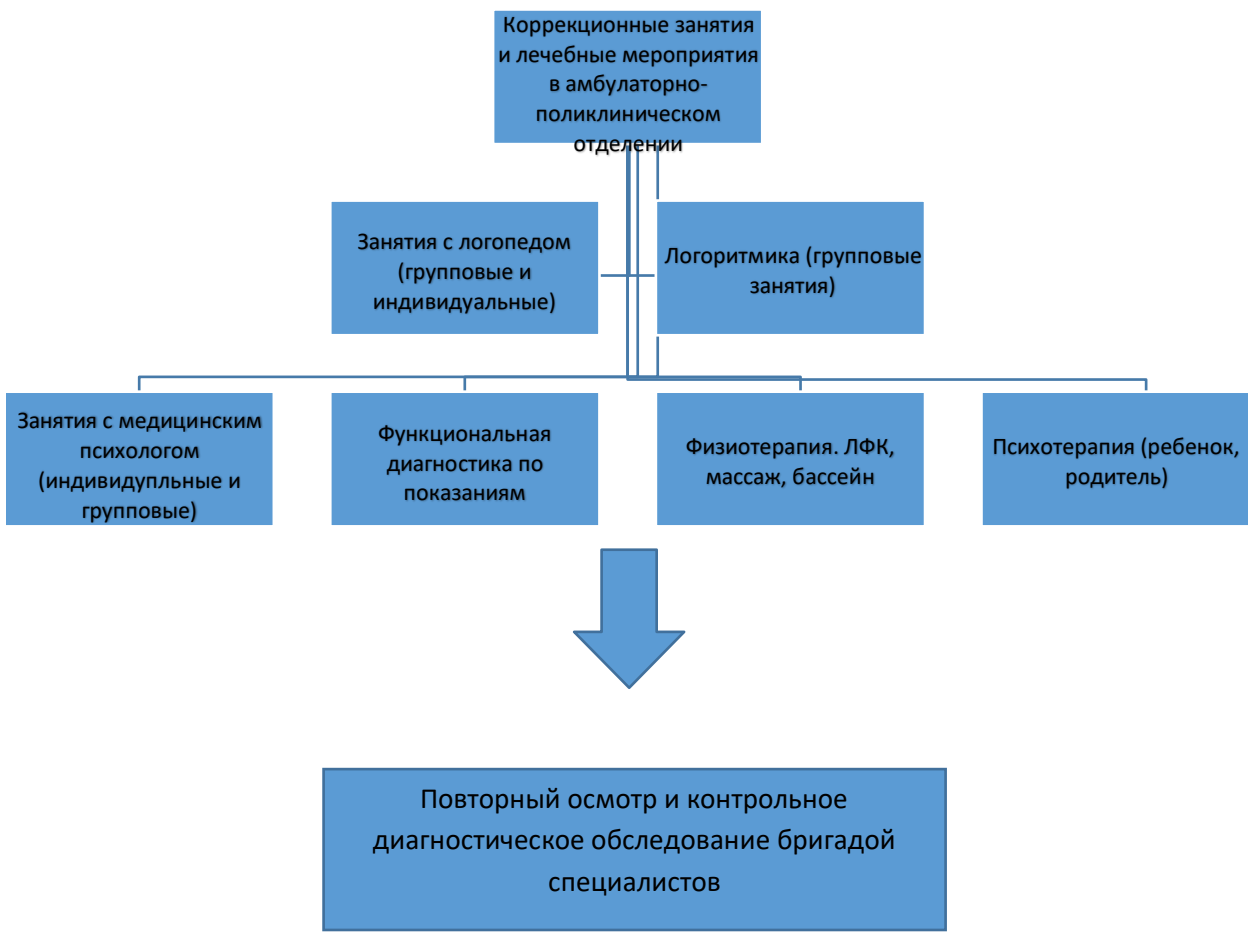 Коррекционные занятия
и лечебные мероприятия
в амбулаторно-
поликлиническом
отделении
Занятия с логопедом
(групповые и
индивидуальные)
Логоритмика (групповые
занятия)
Занятия с медицинским
психологом
(индивидупльные и
групповые)
Функциональная
диагностика по
показаниям
Физиотерапия. ЛФК,
массаж, бассейн
Психотерапия (ребенок,
родитель)
Повторный осмотр и контрольное
диагностическое обследование бригадой
специалистов